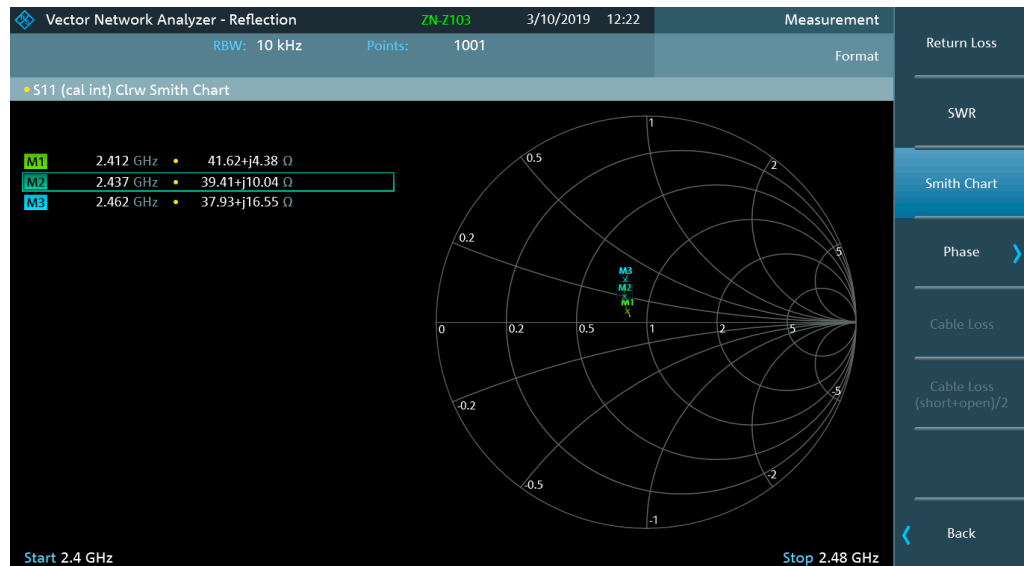 Vector Network Analyzer - Reflection ZN-Z103 3/10/2019 12:22 Measurement
RBW: 10 kHz Points: 1001
Format
S11 (cal int) Clrw Smith Chart
M1 2.412 GHz 41.62+j4.38 Ω
M2 2.437 GHz 39.41+j10.04 Ω
M3 2.462 GHz 37.93+j16.55 Ω
1
0.5
2
0.2
5
M3
M2
M1
0 0.2 0.5 1 2 5
-0.2
-5
-0.5
-2
-1
Start 2.4 GHz Stop 2.48 GHz
Return Loss
SWR
Smith Chart
Phase
Cable Loss
Cable Loss
(short+open)/2
Back